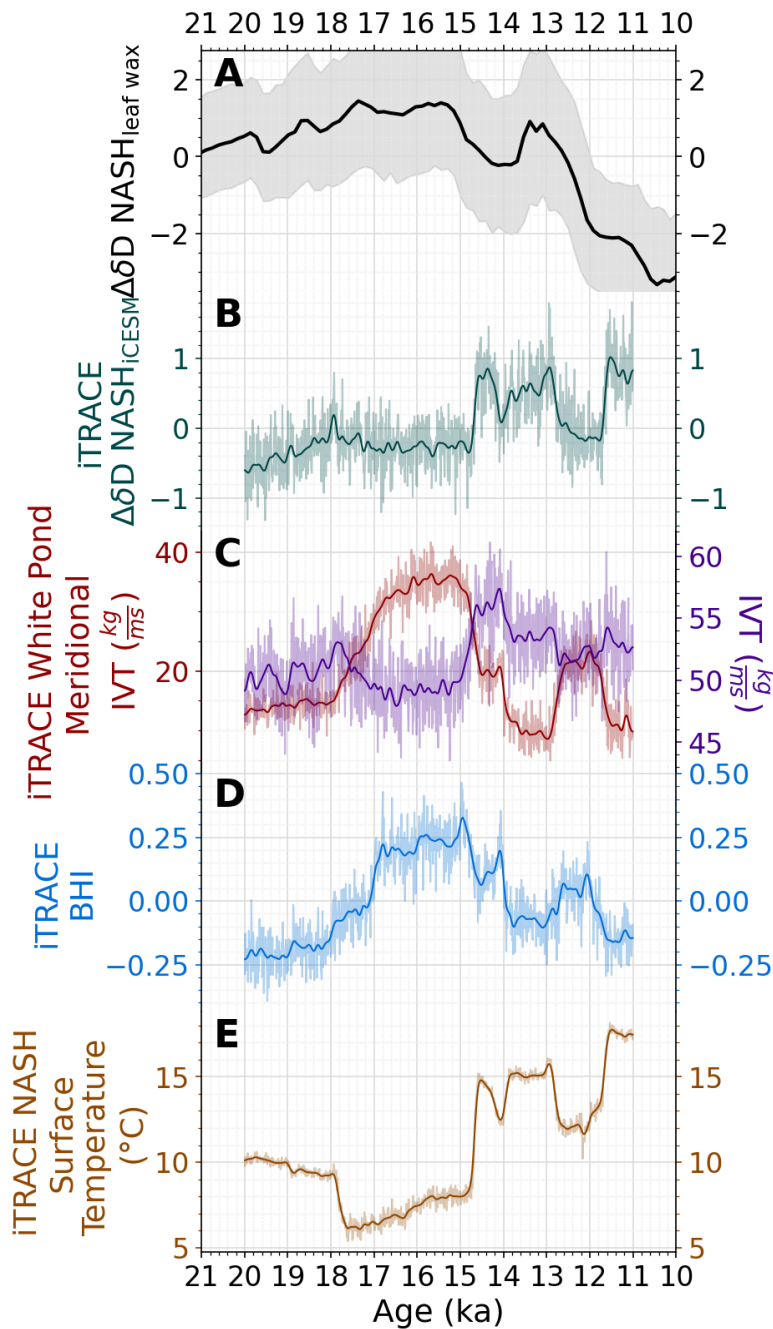 21 20 19 18 17 16 15 14 13 12 11 10
A
ΔδD NASH_leaf wax
2 2
0 0
−2 −2
B
iTRACE
ΔδD NASH_iCESM
1 1
0 0
−1 −1
C
iTRACE White Pond
Meridional
IVT (kg/ms)
40 60
55
20 50
45
IVT (kg/ms)
D
iTRACE
BHI
0.50 0.50
0.25 0.25
0.00 0.00
−0.25 −0.25
E
iTRACE NASH
Surface
Temperature
(°C)
15 15
10 10
5 5
21 20 19 18 17 16 15 14 13 12 11 10
Age (ka)